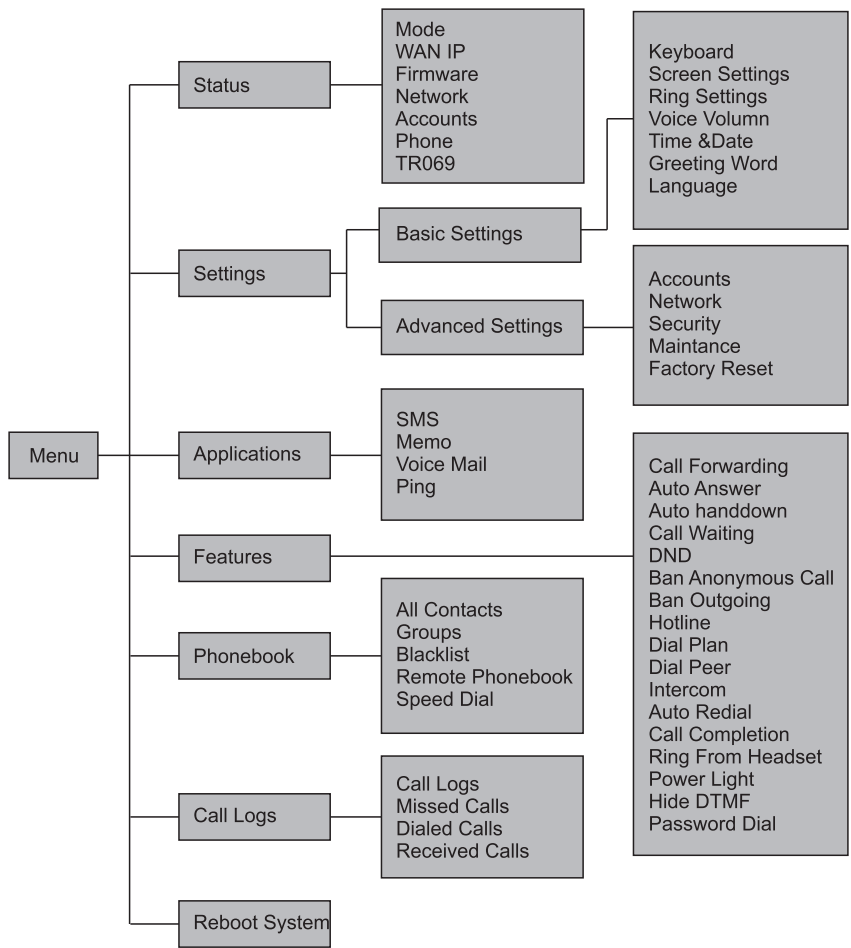 Menu
Status
Mode
WAN IP
Firmware
Network
Accounts
Phone
TR069
Settings
Basic Settings
Keyboard
Screen Settings
Ring Settings
Voice Volumn
Time &Date
Greeting Word
Language
Advanced Settings
Accounts
Network
Security
Maintance
Factory Reset
Applications
SMS
Memo
Voice Mail
Ping
Features
Call Forwarding
Auto Answer
Auto handdown
Call Waiting
DND
Ban Anonymous Call
Ban Outgoing
Hotline
Dial Plan
Dial Peer
Intercom
Auto Redial
Call Completion
Ring From Headset
Power Light
Hide DTMF
Password Dial
Phonebook
All Contacts
Groups
Blacklist
Remote Phonebook
Speed Dial
Call Logs
Call Logs
Missed Calls
Dialed Calls
Received Calls
Reboot System